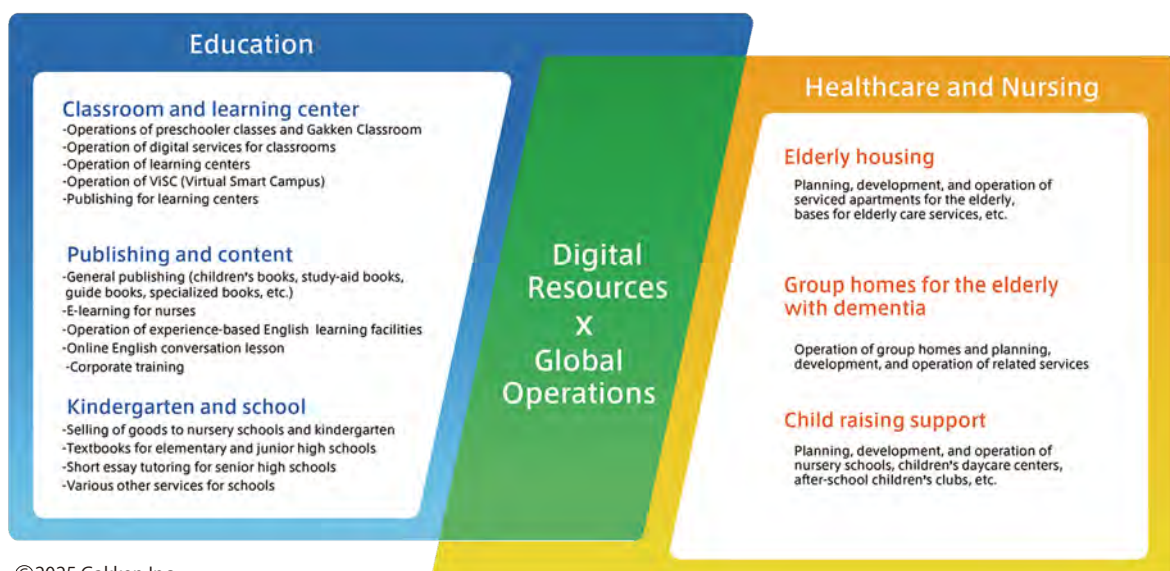 Education
Classroom and learning center
-Operations of preschooler classes and Gakken Classroom
-Operation of digital services for classrooms
-Operation of learning centers
-Operation of ViSC (Virtual Smart Campus)
-Publishing for learning centers
Publishing and content
-General publishing (children's books, study-aid books,
guide books, specialized books, etc.)
-E-learning for nurses
-Operation of experience-based English learning facilities
-Online English conversation lesson
-Corporate training
Kindergarten and school
-Selling of goods to nursery schools and kindergarten
-Textbooks for elementary and junior high schools
-Short essay tutoring for senior high schools
-Various other services for schools
Digital
Resources
x
Global
Operations
Healthcare and Nursing
Elderly housing
Planning, development, and operation of
serviced apartments for the elderly,
bases for elderly care services, etc.
Group homes for the elderly
with dementia
Operation of group homes and planning,
development, and operation of related services
Child raising support
Planning, development, and operation of
nursery schools, children's daycare centers,
after-school children's clubs, etc.
©2025 Gakken Inc